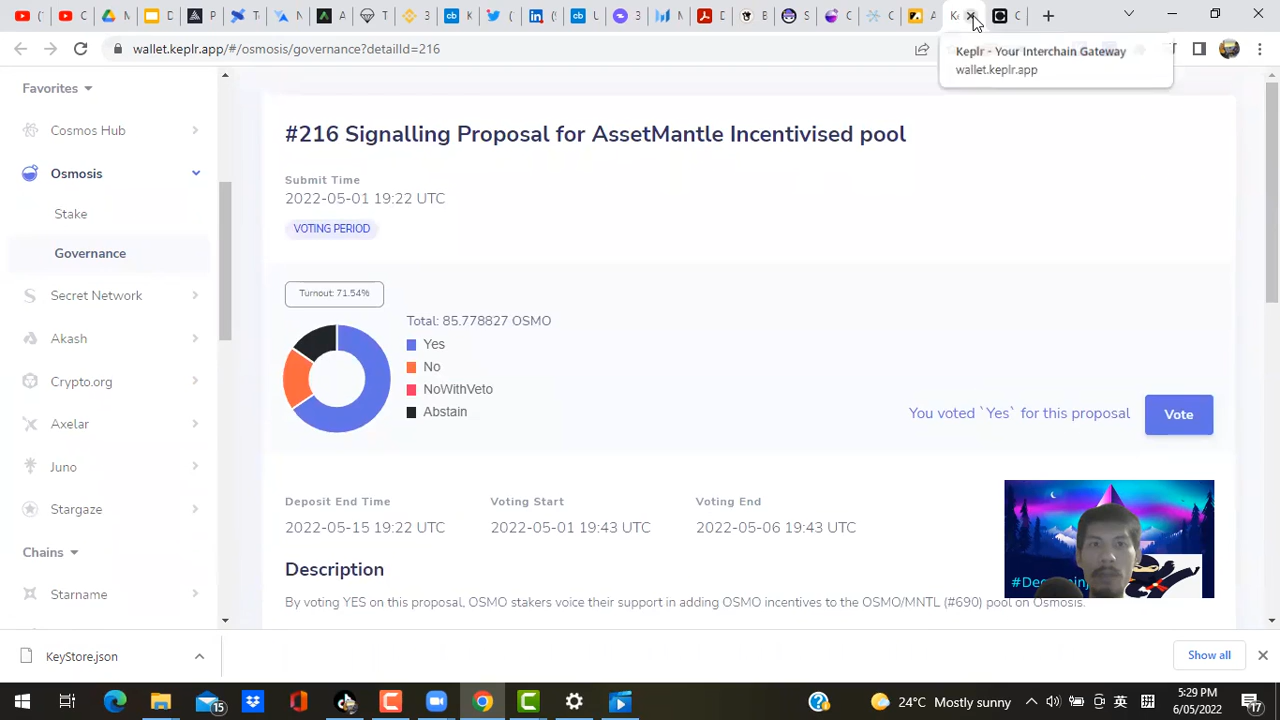 wallet.keplr.app/#/osmosis/governance?detailId=216
Keplr - Your Interchain Gateway
wallet.keplr.app
Favorites
Cosmos Hub
Osmosis
Stake
Governance
Secret Network
Akash
Crypto.org
Axelar
Juno
Stargaze
Chains
Starname
#216 Signalling Proposal for AssetMantle Incentivised pool
Submit Time
2022-05-01 19:22 UTC
VOTING PERIOD
Turnout: 71.54%
Total: 85.778827 OSMO
Yes
No
NoWithVeto
Abstain
You voted `Yes` for this proposal
Vote
Deposit End Time
Voting Start
Voting End
2022-05-15 19:22 UTC
2022-05-01 19:43 UTC
2022-05-06 19:43 UTC
Description
By voting YES on this proposal, OSMO stakers voice their support in adding OSMO incentives to the OSMO/MNTL (#690) pool on Osmosis.
KeyStore.json
Show all
15
24°C Mostly sunny
英
拼
5:29 PM
6/05/2022
17